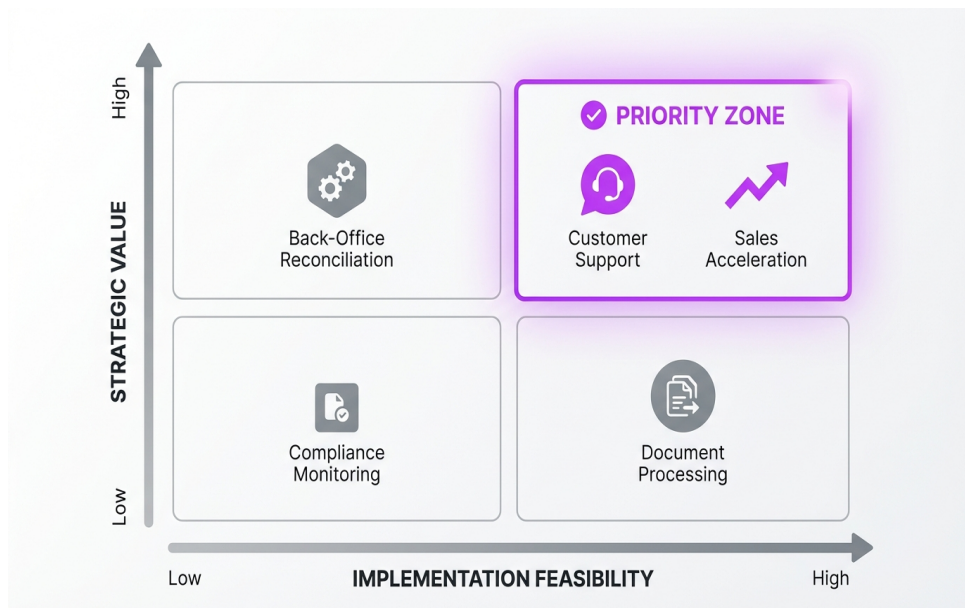 High
STRATEGIC VALUE
Low
Back-Office
Reconciliation
PRIORITY ZONE
Customer
Support
Sales
Acceleration
Compliance
Monitoring
Document
Processing
Low
IMPLEMENTATION FEASIBILITY
High